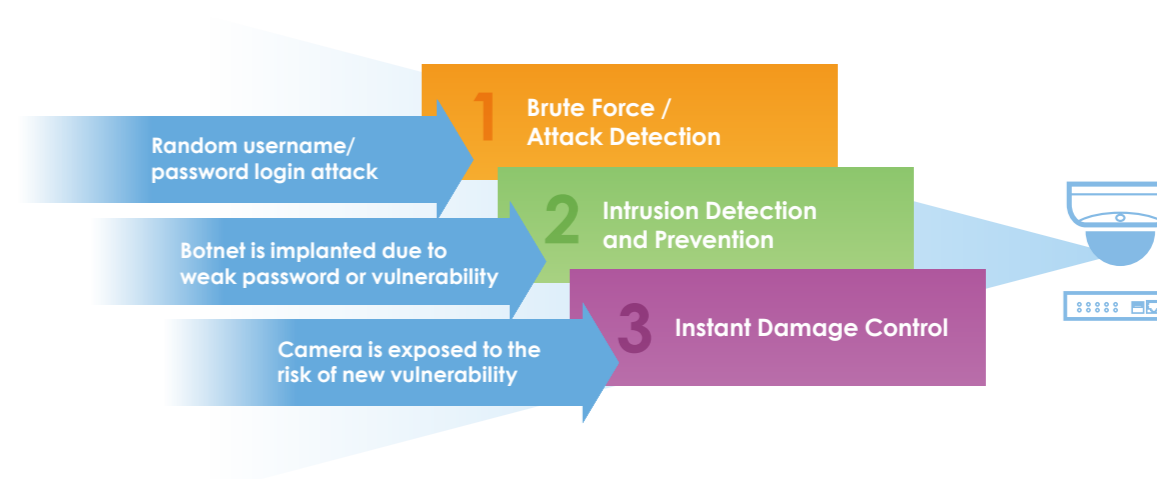 1
Brute Force /
Attack Detection
Random username/
password login attack
2
Intrusion Detection
and Prevention
Botnet is implanted due to
weak password or vulnerability
3
Instant Damage Control
Camera is exposed to the
risk of new vulnerability